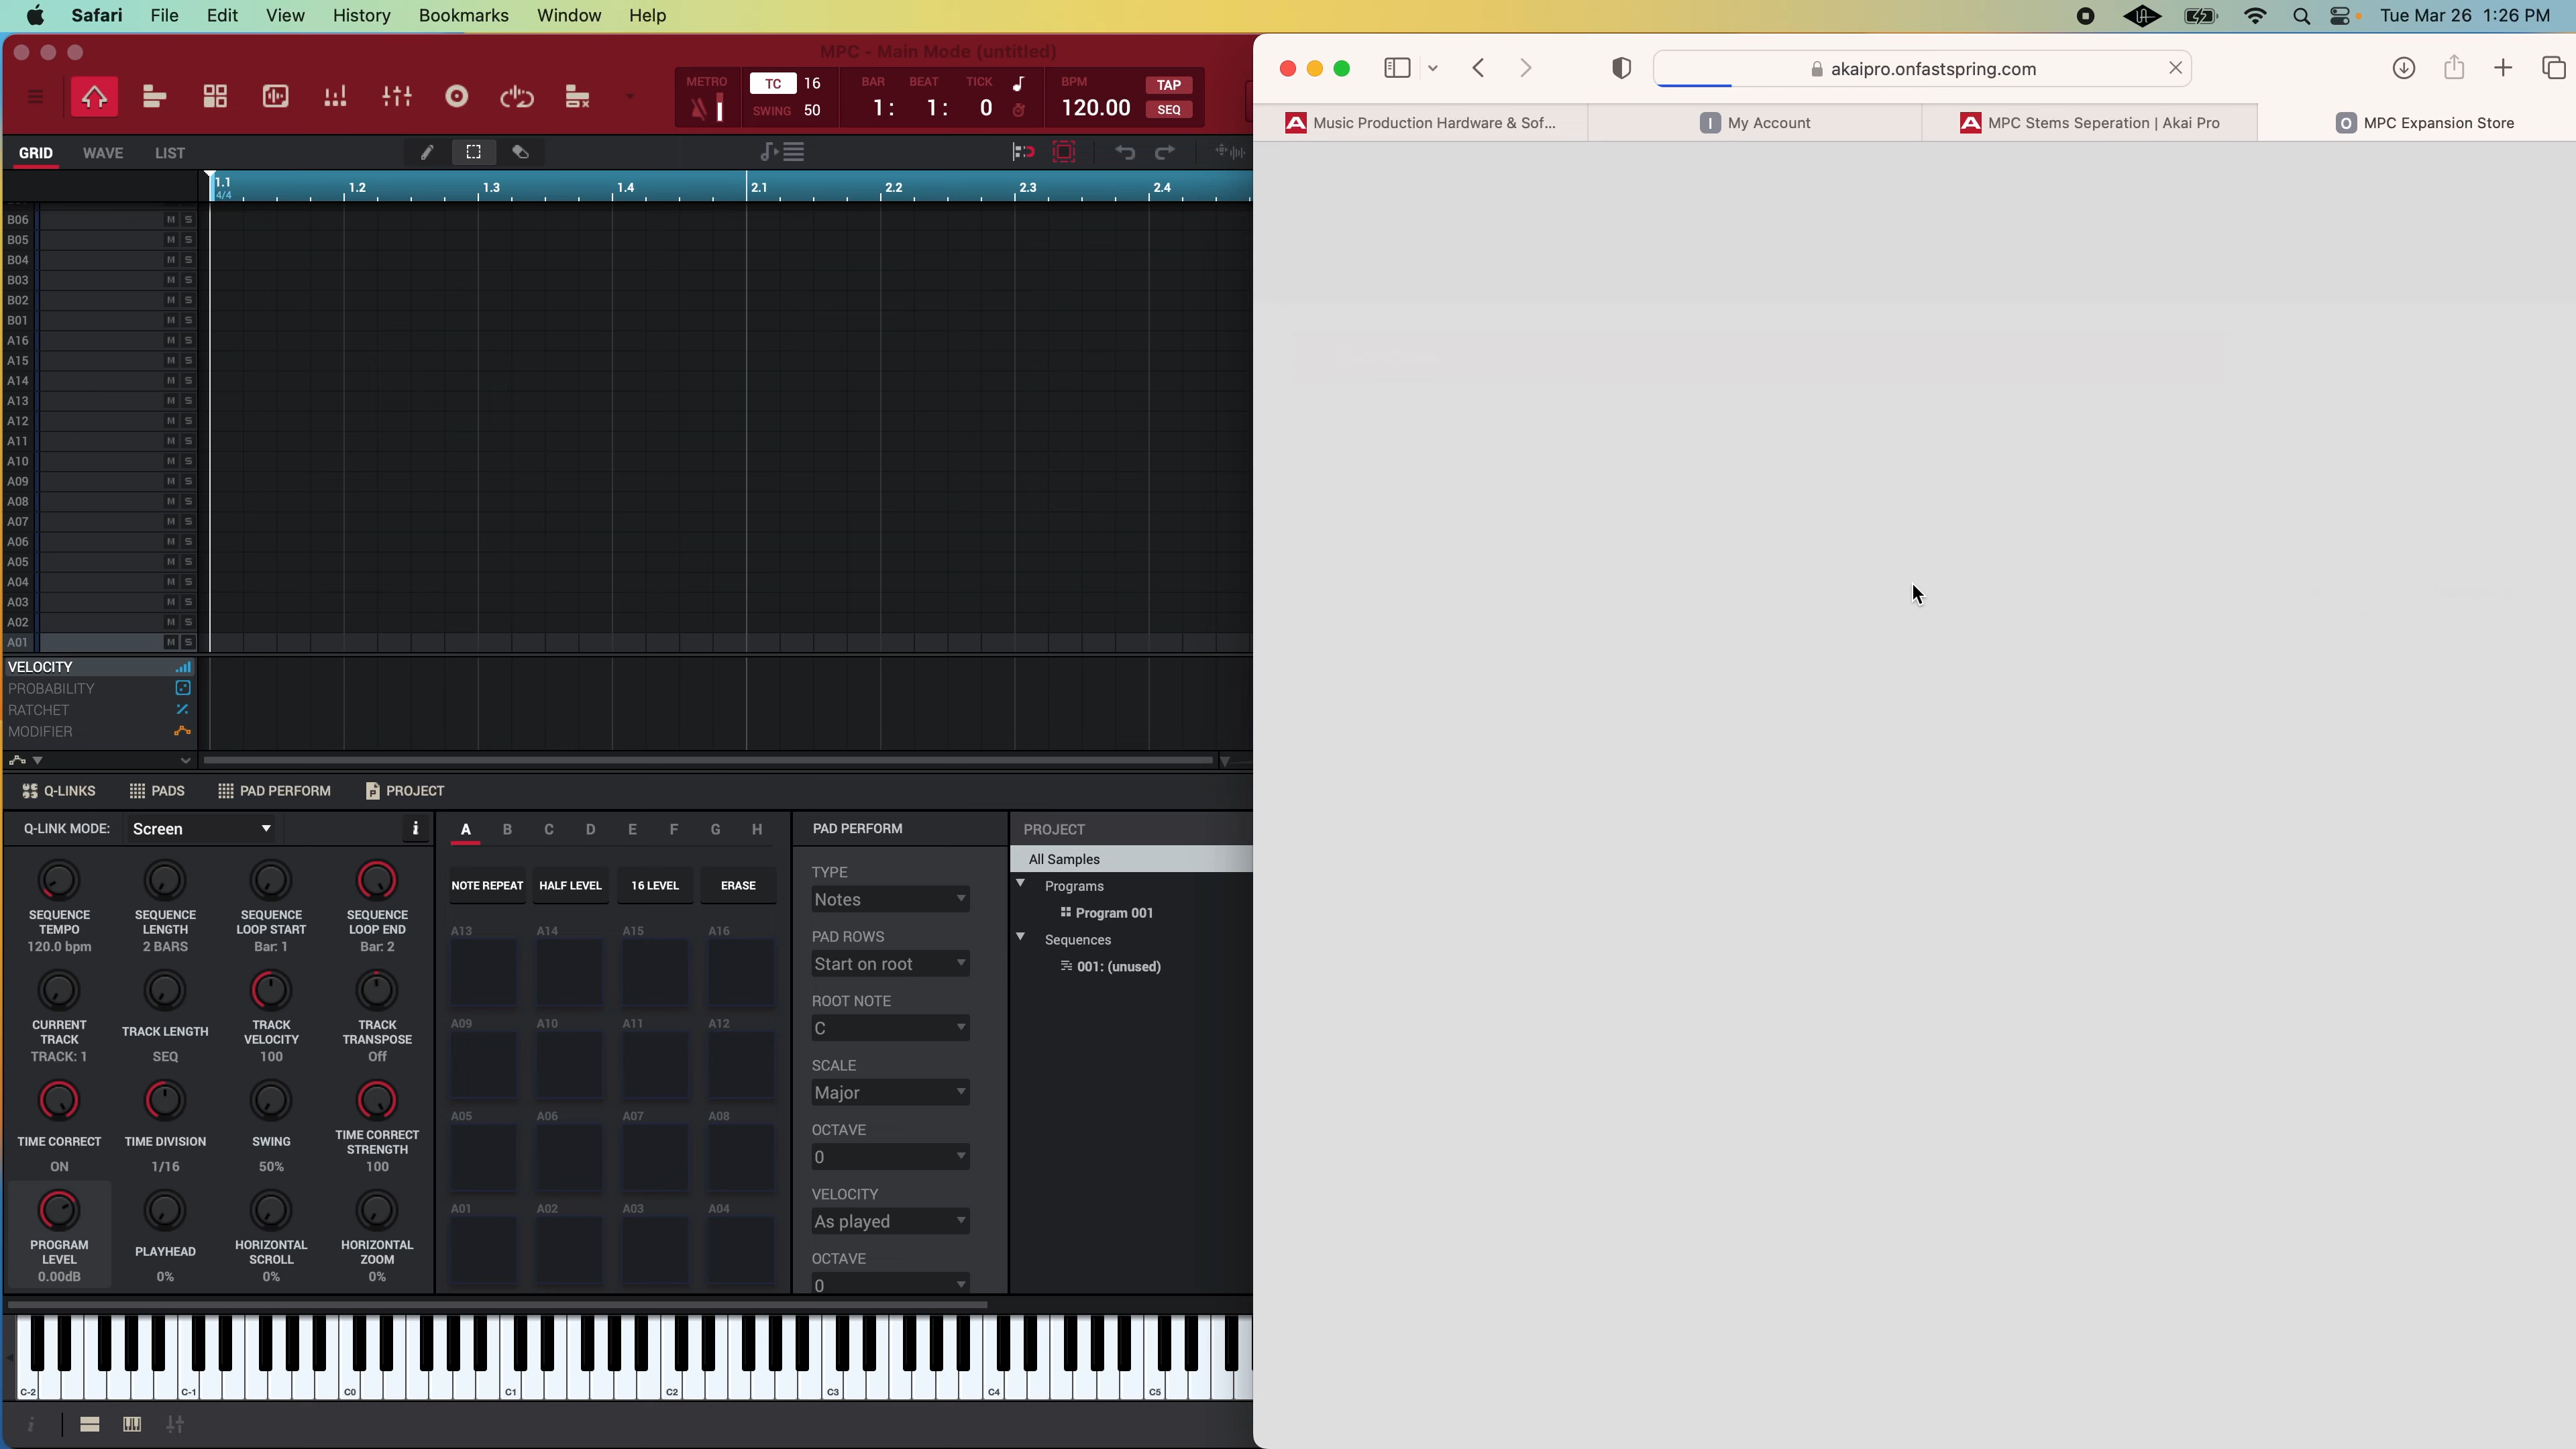 Safari File Edit View History Bookmarks Window Help Tue Mar 26 1:26 PM
MPC - Main Mode (untitled)
METRO TC 16 BAR BEAT TICK BPM TAP
SWING 50 1: 1: 0 120.00 SEQ
akaipro.onfastspring.com
Music Production Hardware & Sof... My Account MPC Stems Seperation | Akai Pro MPC Expansion Store
GRID WAVE LIST
1.1 1.2 1.3 1.4 2.1 2.2 2.3 2.4
4/4
B06 M S
B05 M S
B04 M S
B03 M S
B02 M S
B01 M S
A16 M S
A15 M S
A14 M S
A13 M S
A12 M S
A11 M S
A10 M S
A09 M S
A08 M S
A07 M S
A06 M S
A05 M S
A04 M S
A03 M S
A02 M S
A01 M S
VELOCITY
PROBABILITY
RATCHET
MODIFIER
Q-LINKS PADS PAD PERFORM PROJECT
Q-LINK MODE: Screen i
SEQUENCE TEMPO 120.0 bpm
SEQUENCE LENGTH 2 BARS
SEQUENCE LOOP START Bar: 1
SEQUENCE LOOP END Bar: 2
CURRENT TRACK TRACK: 1
TRACK LENGTH SEQ
TRACK VELOCITY 100
TRACK TRANSPOSE Off
TIME CORRECT ON
TIME DIVISION 1/16
SWING 50%
TIME CORRECT STRENGTH 100
PROGRAM LEVEL 0.00dB
PLAYHEAD 0%
HORIZONTAL SCROLL 0%
HORIZONTAL ZOOM 0%
A B C D E F G H
NOTE REPEAT HALF LEVEL 16 LEVEL ERASE
A13 A14 A15 A16
A09 A10 A11 A12
A05 A06 A07 A08
A01 A02 A03 A04
PAD PERFORM
TYPE
Notes
PAD ROWS
Start on root
ROOT NOTE
C
SCALE
Major
OCTAVE
0
VELOCITY
As played
OCTAVE
0
PROJECT
All Samples
Programs
Program 001
Sequences
001: (unused)
C-2 C-1 C0 C1 C2 C3 C4 C5
i